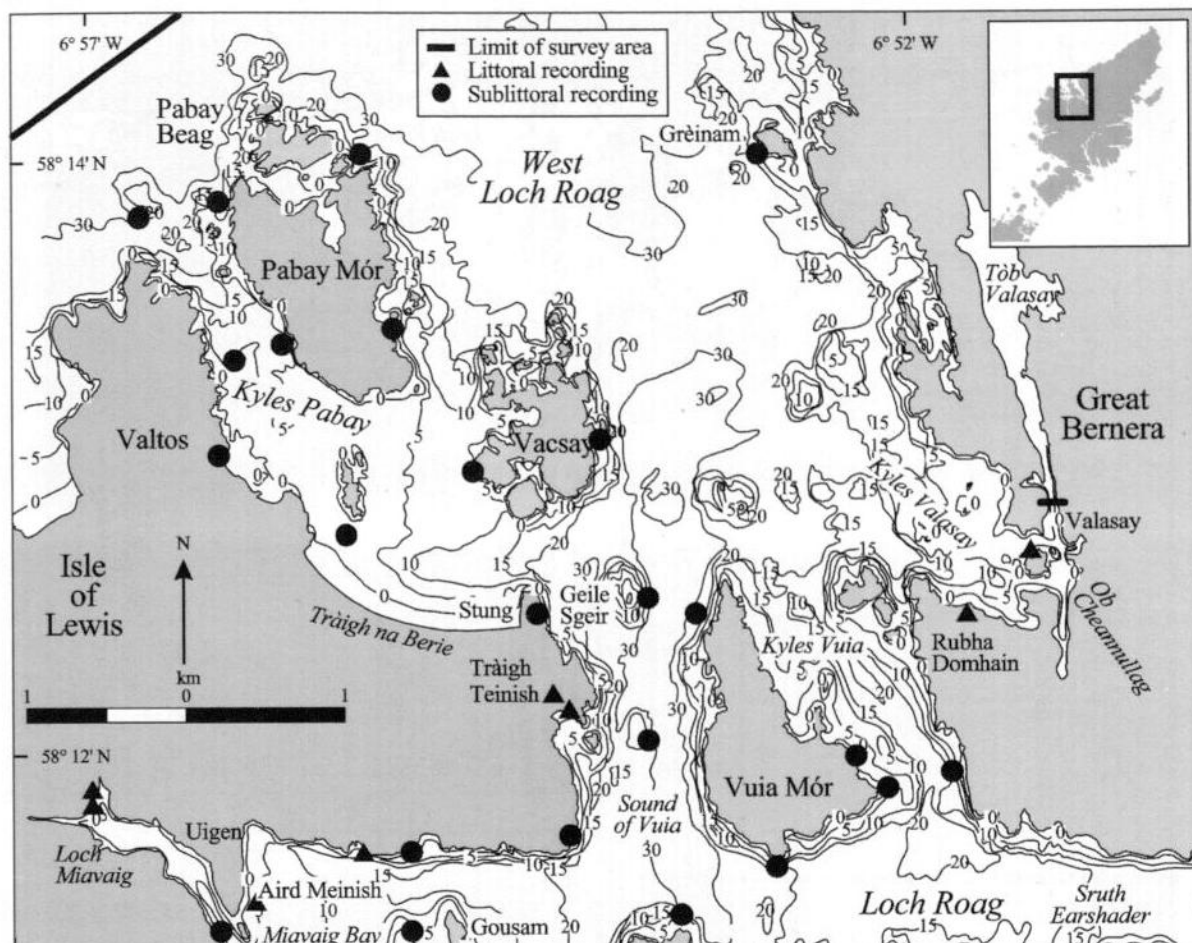 6° 57' W
6° 52' W
Limit of survey area
Littoral recording
Sublittoral recording
Pabay
Beag
58° 14' N
West
Loch Roag
Grèinam
Pabay Mór
Tòb
Valasay
Kyles Pabay
Valtos
Vacsay
Great
Bernera
Kyles Valasay
Valasay
Isle
of
Lewis
N
Stung
Geile
Sgeir
Tràigh na Berie
Kyles Vuia
Rubha
Domhain
Ob
Cheanmullag
Tràigh
Teinish
1
km
0
1
58° 12' N
Vuia Mór
Sound
of Vuia
Uigen
Loch
Miavaig
Aird Meinish
Miavaig Bay
Gousam
Loch Roag
Sruth
Earshader